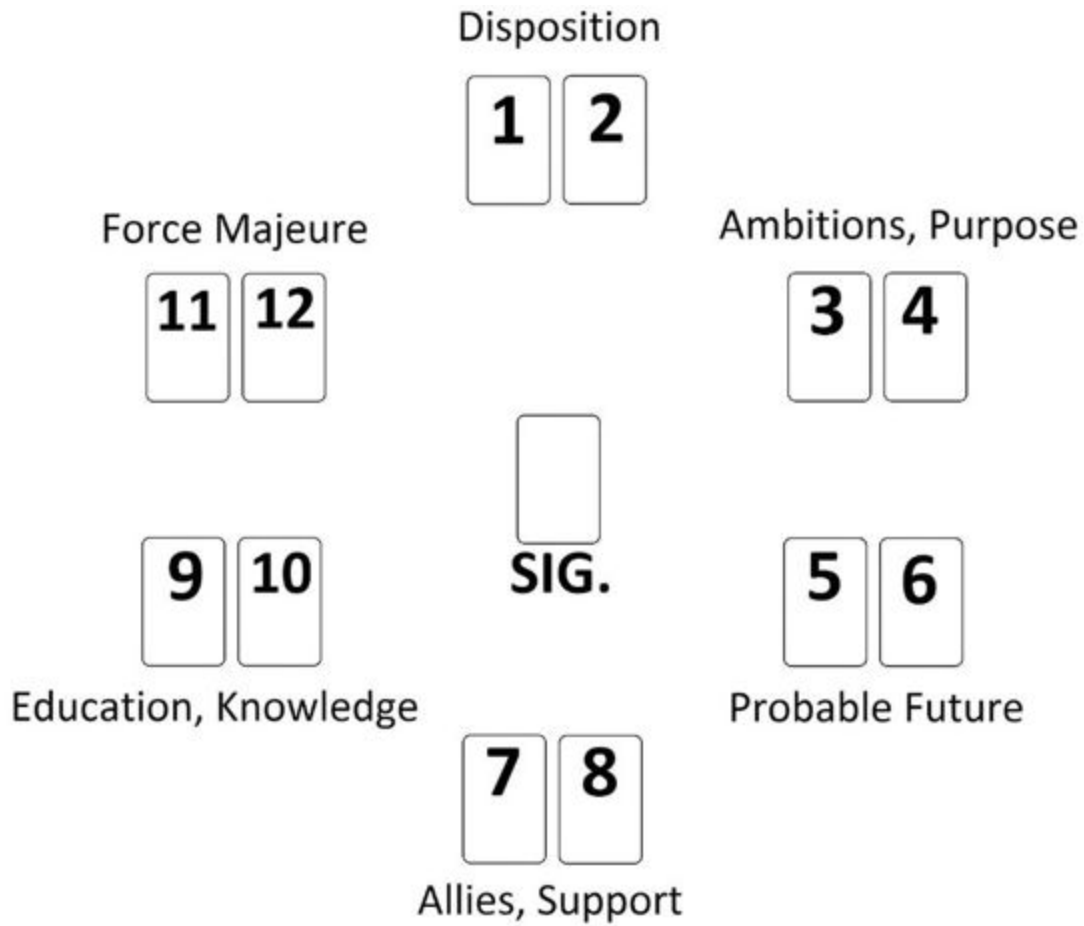 Disposition
1 2
Force Majeure
Ambitions, Purpose
11 12
3 4
SIG.
9 10
5 6
Education, Knowledge
Probable Future
7 8
Allies, Support